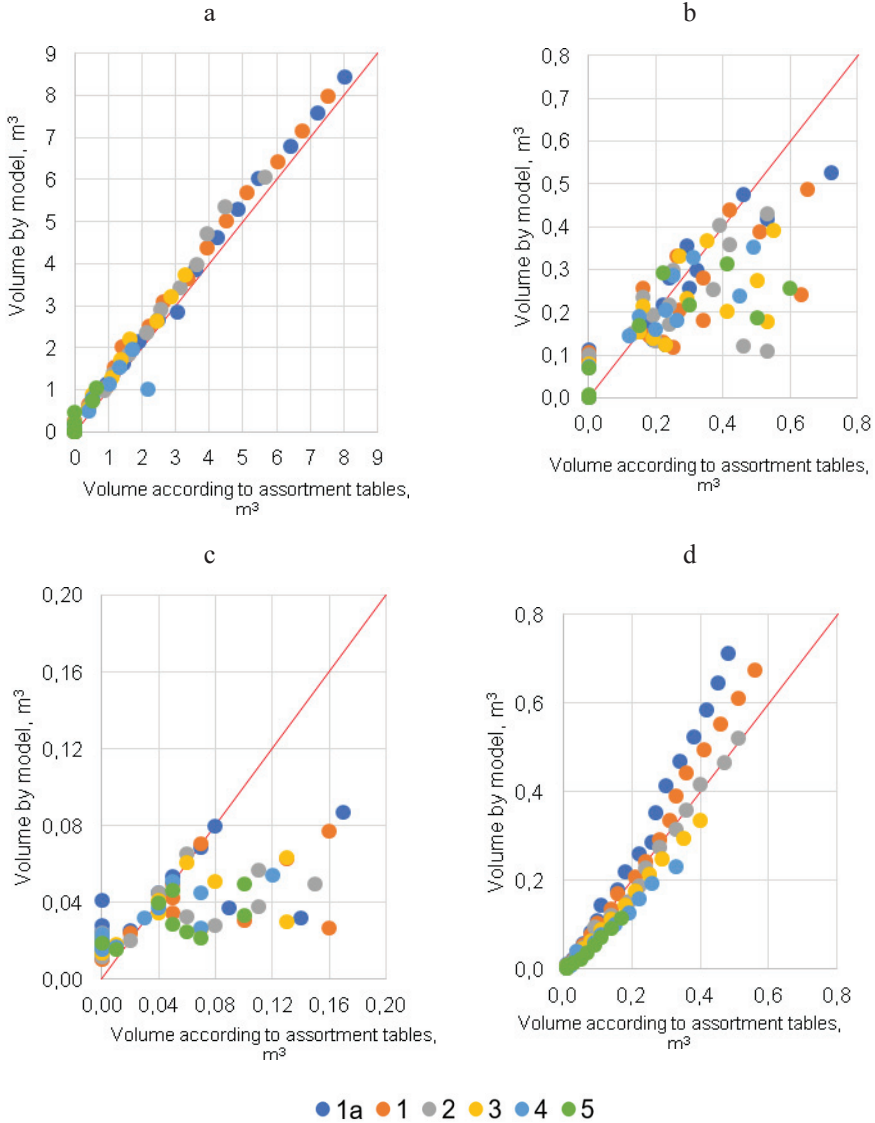 a
9
8
7
6
5
4
3
2
1
0
0 1 2 3 4 5 6 7 8 9
Volume by model, m³
Volume according to assortment tables,
m³
b
0,8
0,7
0,6
0,5
0,4
0,3
0,2
0,1
0,0
0,0 0,2 0,4 0,6 0,8
Volume by model, m³
Volume according to assortment tables,
m³
c
0,20
0,16
0,12
0,08
0,04
0,00
0,00 0,04 0,08 0,12 0,16 0,20
Volume by model, m³
Volume according to assortment tables,
m³
d
0,8
0,6
0,4
0,2
0,0
0,0 0,2 0,4 0,6 0,8
Volume by model, m³
Volume according to assortment tables,
m³
1a 1 2 3 4 5